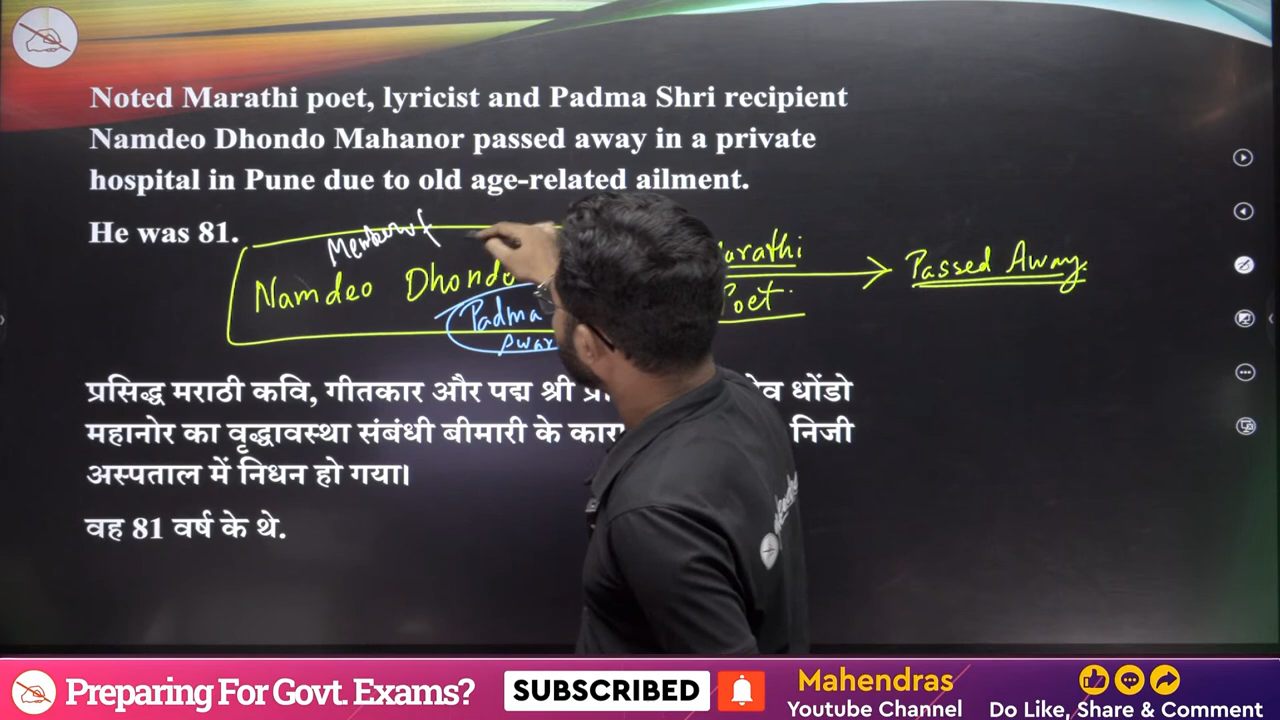 Noted Marathi poet, lyricist and Padma Shri recipient
Namdeo Dhondo Mahanor passed away in a private
hospital in Pune due to old age-related ailment.
He was 81.
Member of
Namdeo Dhondo
Marathi
Poet
Passed Away.
Padma
प्रसिद्ध मराठी कवि, गीतकार और पद्म श्री
धोंडो
महानोर का वृद्धावस्था संबंधी बीमारी के
निजी
अस्पताल में निधन हो गया।
वह 81 वर्ष के थे.
Preparing For Govt. Exams?
SUBSCRIBED
Mahendras
Youtube Channel
Do Like, Share & Comment